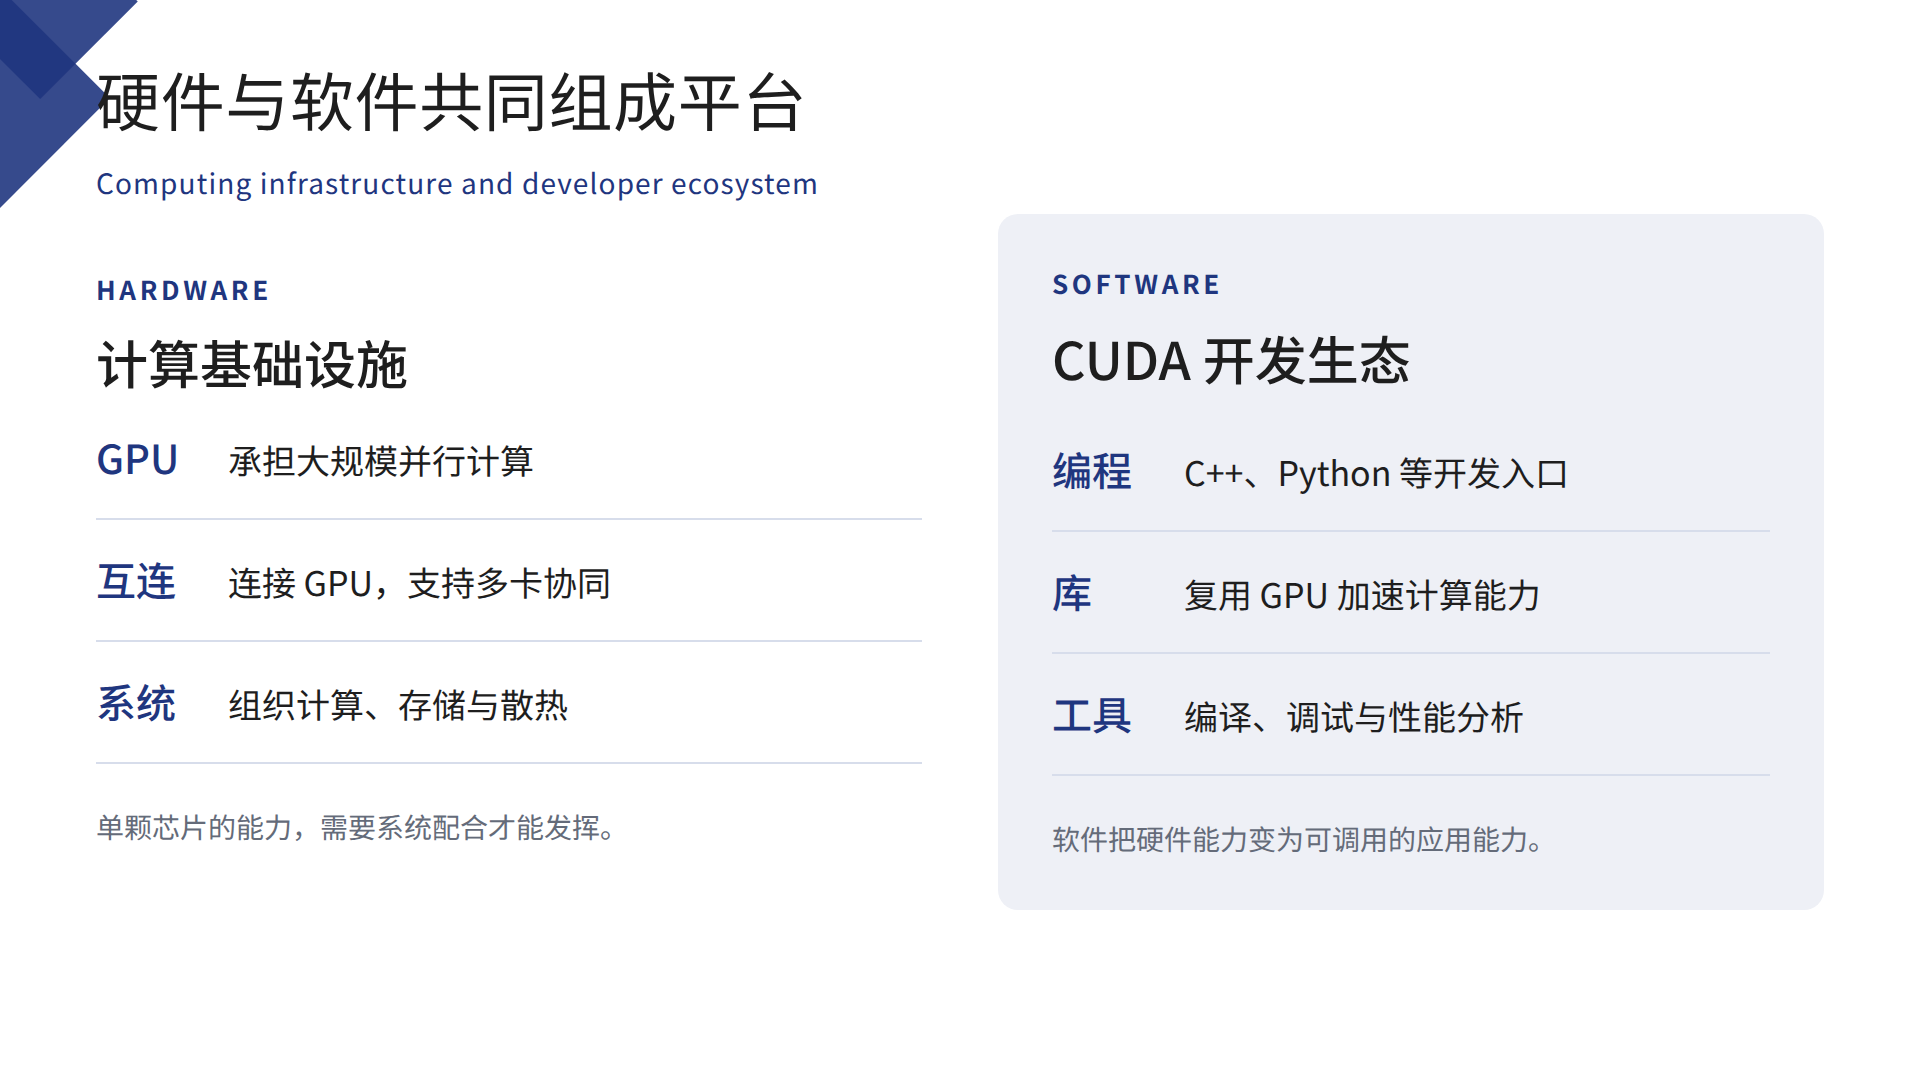 硬件与软件共同组成平台
Computing infrastructure and developer ecosystem
HARDWARE
计算基础设施
GPU 承担大规模并行计算
互连 连接 GPU，支持多卡协同
系统 组织计算、存储与散热
单颗芯片的能力，需要系统配合才能发挥。
SOFTWARE
CUDA 开发生态
编程 C++、Python 等开发入口
库 复用 GPU 加速计算能力
工具 编译、调试与性能分析
软件把硬件能力变为可调用的应用能力。